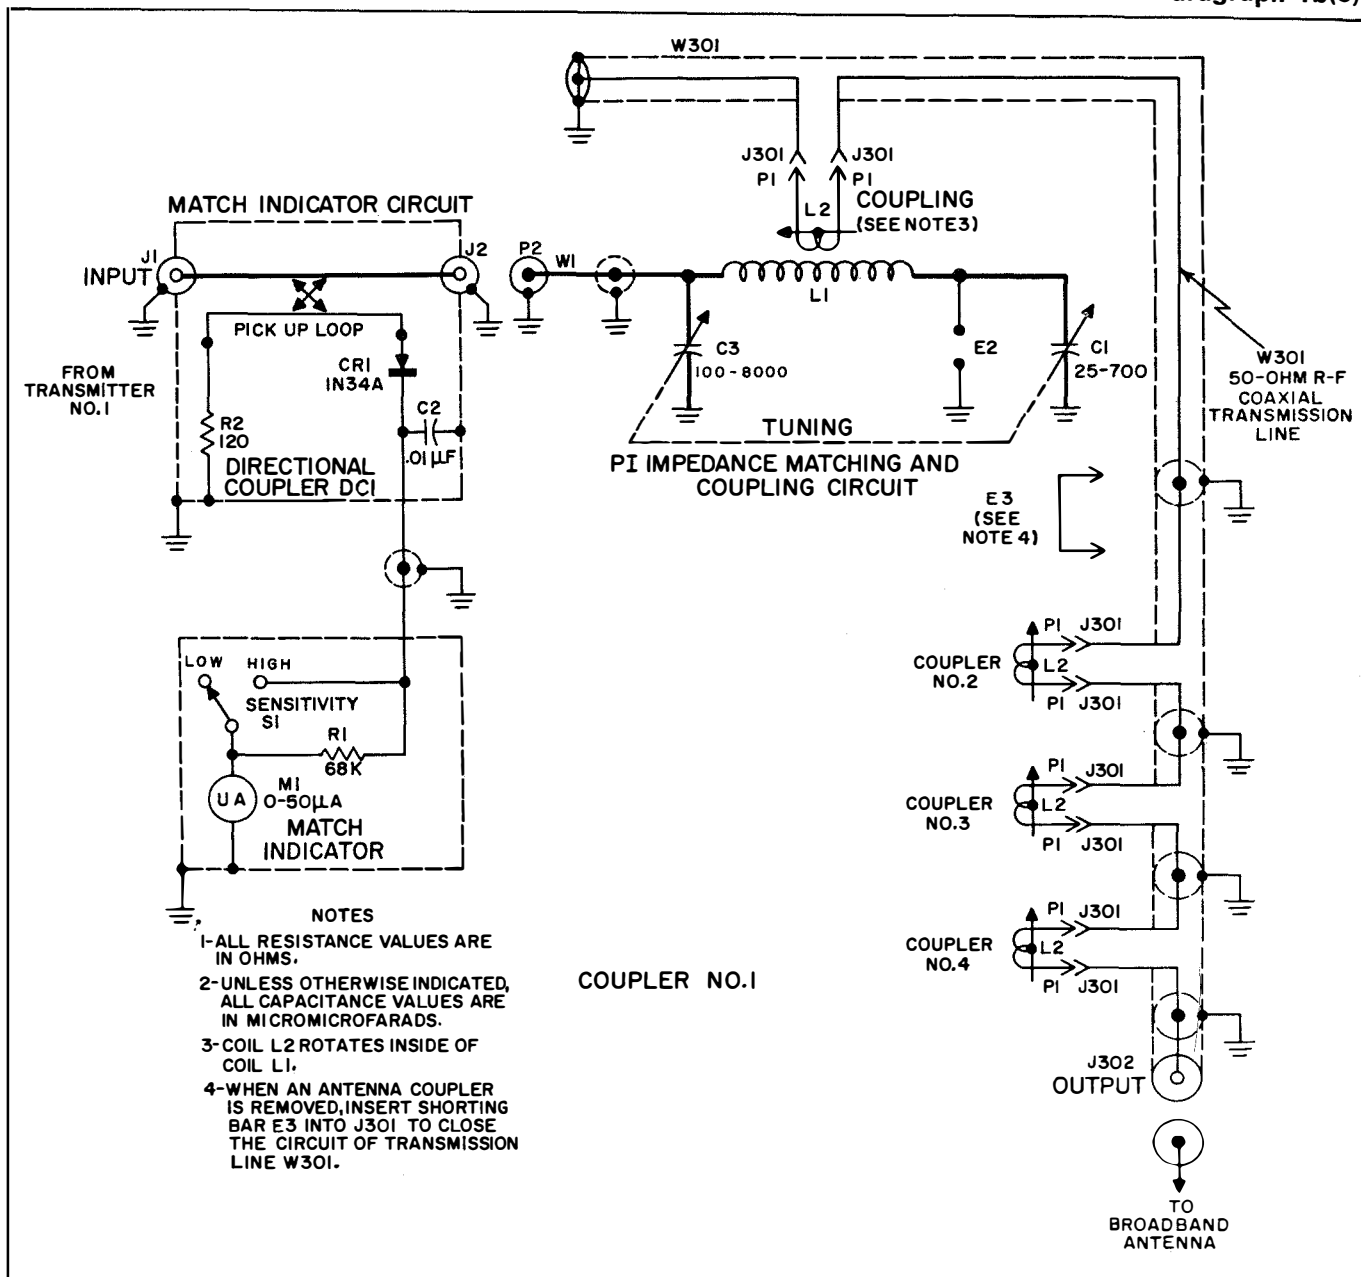 W301
J301
J301
P1
P1
L2
COUPLING
(SEE NOTE3)
MATCH INDICATOR CIRCUIT
J1
J2
INPUT
PICK UP LOOP
P2
W1
L1
FROM
TRANSMITTER
NO.1
CR1
1N34A
C2
.01µF
R2
120
DIRECTIONAL
COUPLER DC1
C3
100-8000
E2
C1
25-700
TUNING
PI IMPEDANCE MATCHING AND
COUPLING CIRCUIT
W301
50-OHM R-F
COAXIAL
TRANSMISSION
LINE
E3
(SEE
NOTE 4)
LOW
HIGH
SENSITIVITY
S1
R1
68K
UA
M1
0-50µA
MATCH
INDICATOR
COUPLER
NO.2
P1
J301
L2
P1
J301
COUPLER
NO.3
P1
J301
L2
P1
J301
COUPLER
NO.4
P1
J301
L2
P1
J301
J302
OUTPUT
TO
BROADBAND
ANTENNA
COUPLER NO.1
NOTES
1-ALL RESISTANCE VALUES ARE
IN OHMS.
2-UNLESS OTHERWISE INDICATED,
ALL CAPACITANCE VALUES ARE
IN MICROMICROFARADS.
3-COIL L2 ROTATES INSIDE OF
COIL L1.
4-WHEN AN ANTENNA COUPLER
IS REMOVED, INSERT SHORTING
BAR E3 INTO J301 TO CLOSE
THE CIRCUIT OF TRANSMISSION
LINE W301.